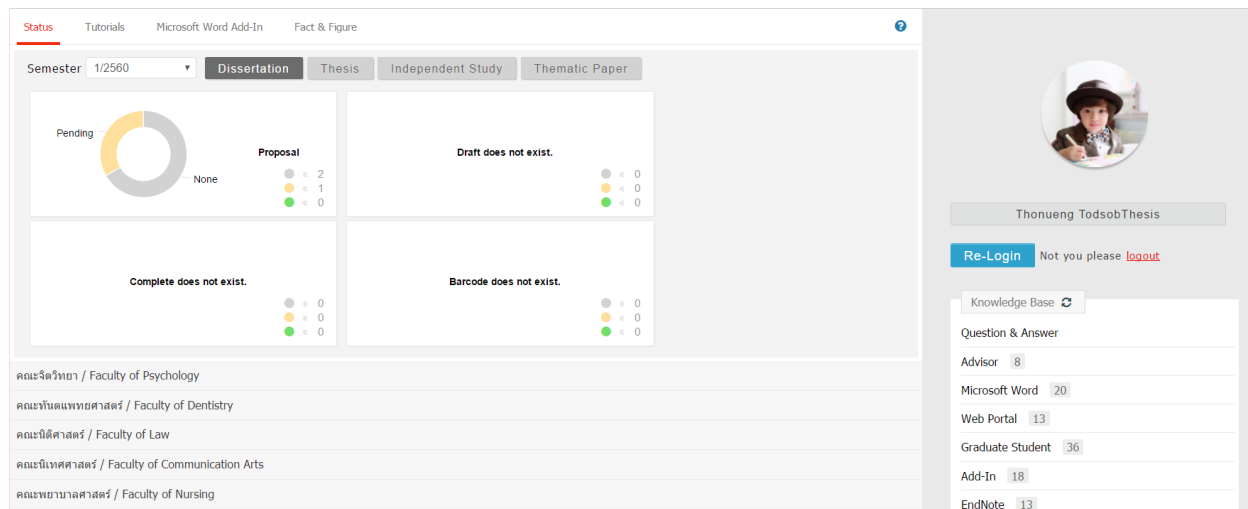 Status Tutorials Microsoft Word Add-In Fact & Figure
Semester 1/2560 Dissertation Thesis Independent Study Thematic Paper
Pending
None
Proposal
« 2
« 1
« 0
Draft does not exist.
« 0
« 0
« 0
Complete does not exist.
« 0
« 0
« 0
Barcode does not exist.
« 0
« 0
« 0
คณะจิตวิทยา / Faculty of Psychology
คณะทันตแพทยศาสตร์ / Faculty of Dentistry
คณะนิติศาสตร์ / Faculty of Law
คณะนิเทศศาสตร์ / Faculty of Communication Arts
คณะพยาบาลศาสตร์ / Faculty of Nursing
Thonueng TodsobThesis
Re-Login Not you please logout
Knowledge Base
Question & Answer
Advisor 8
Microsoft Word 20
Web Portal 13
Graduate Student 36
Add-In 18
EndNote 13